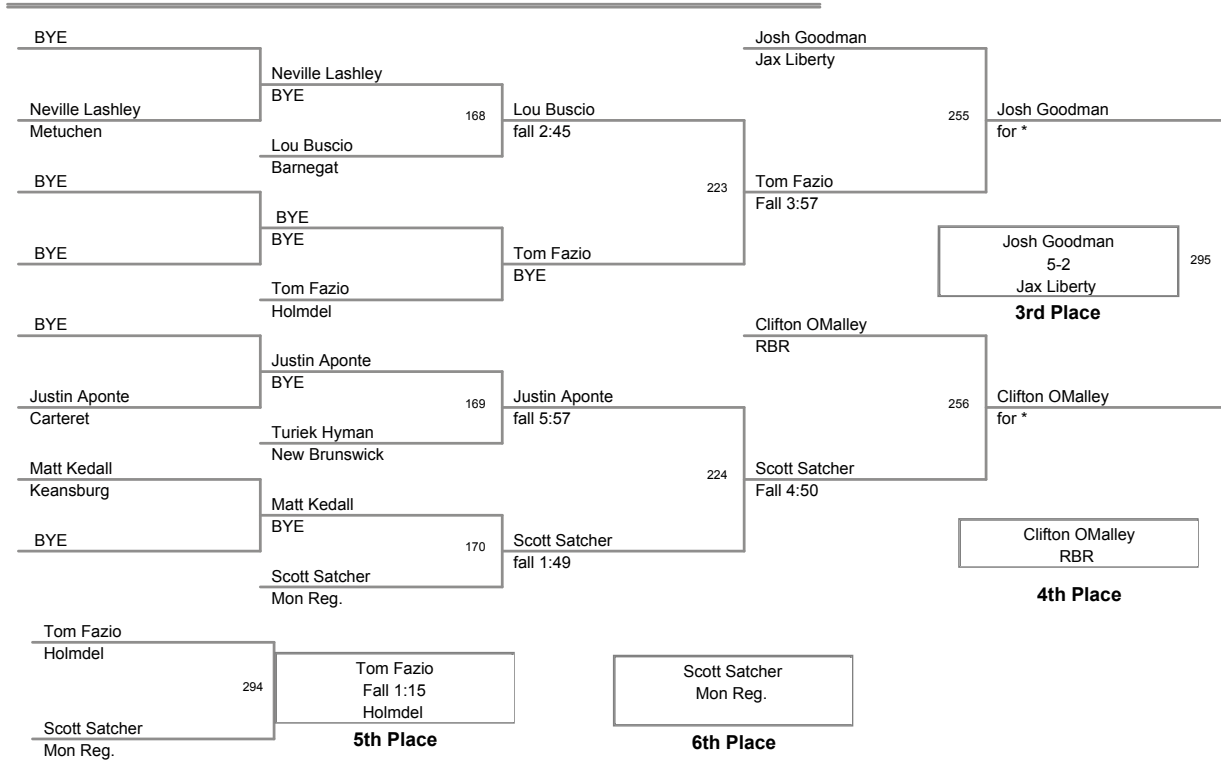 BYE
Josh Goodman
Jax Liberty
Neville Lashley
BYE
Neville Lashley
Metuchen
168
Lou Buscio
fall 2:45
255
Josh Goodman
for *
Lou Buscio
Barnegat
BYE
223
Tom Fazio
Fall 3:57
BYE
BYE
Josh Goodman
5-2
Jax Liberty
295
3rd Place
BYE
Tom Fazio
BYE
Tom Fazio
Holmdel
BYE
Clifton OMalley
RBR
Justin Aponte
BYE
Justin Aponte
Carteret
169
Justin Aponte
fall 5:57
256
Clifton OMalley
for *
Turiek Hyman
New Brunswick
Matt Kedall
Keansburg
224
Scott Satcher
Fall 4:50
Matt Kedall
BYE
BYE
170
Scott Satcher
fall 1:49
Clifton OMalley
RBR
4th Place
Scott Satcher
Mon Reg.
Tom Fazio
Holmdel
294
Tom Fazio
Fall 1:15
Holmdel
5th Place
Scott Satcher
Mon Reg.
6th Place
Scott Satcher
Mon Reg.